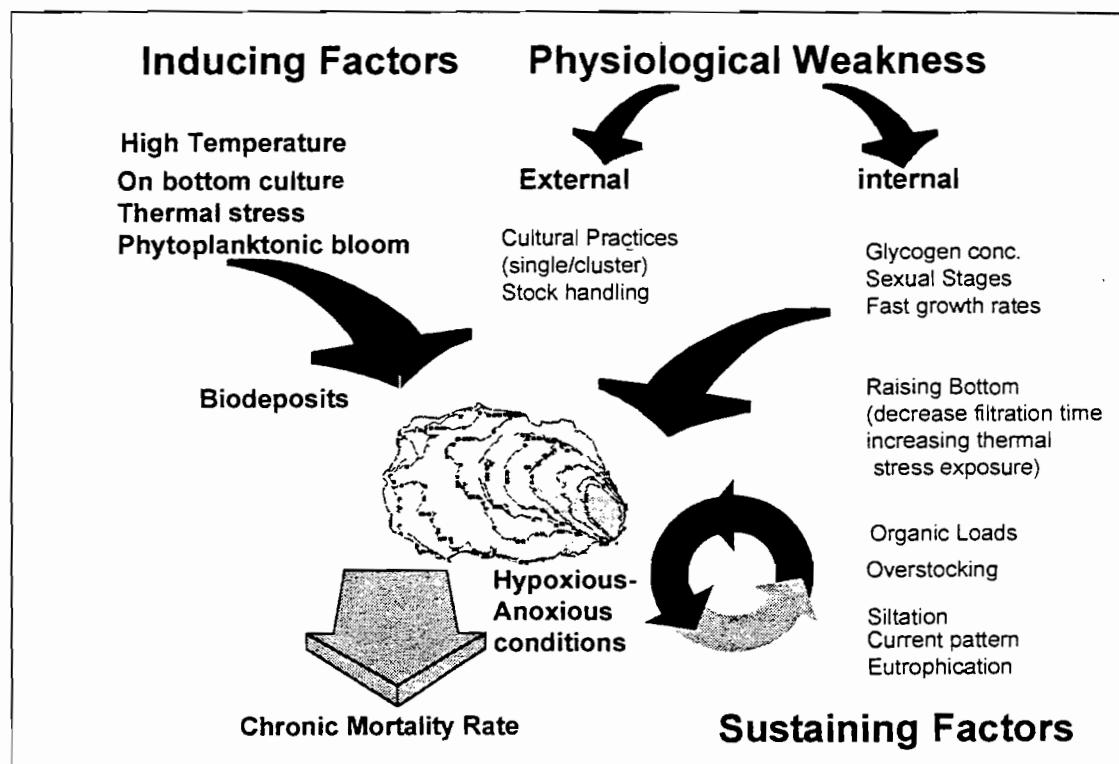 Inducing Factors
Physiological Weakness
High Temperature
On bottom culture
Thermal stress
Phytoplanktonic bloom
External
internal
Cultural Practices
(single/cluster)
Stock handling
Glycogen conc.
Sexual Stages
Fast growth rates
Biodeposits
Raising Bottom
(decrease filtration time
increasing thermal
stress exposure)
Organic Loads
Overstocking
Siltation
Current pattern
Eutrophication
Hypoxious-
Anoxious
conditions
Chronic Mortality Rate
Sustaining Factors